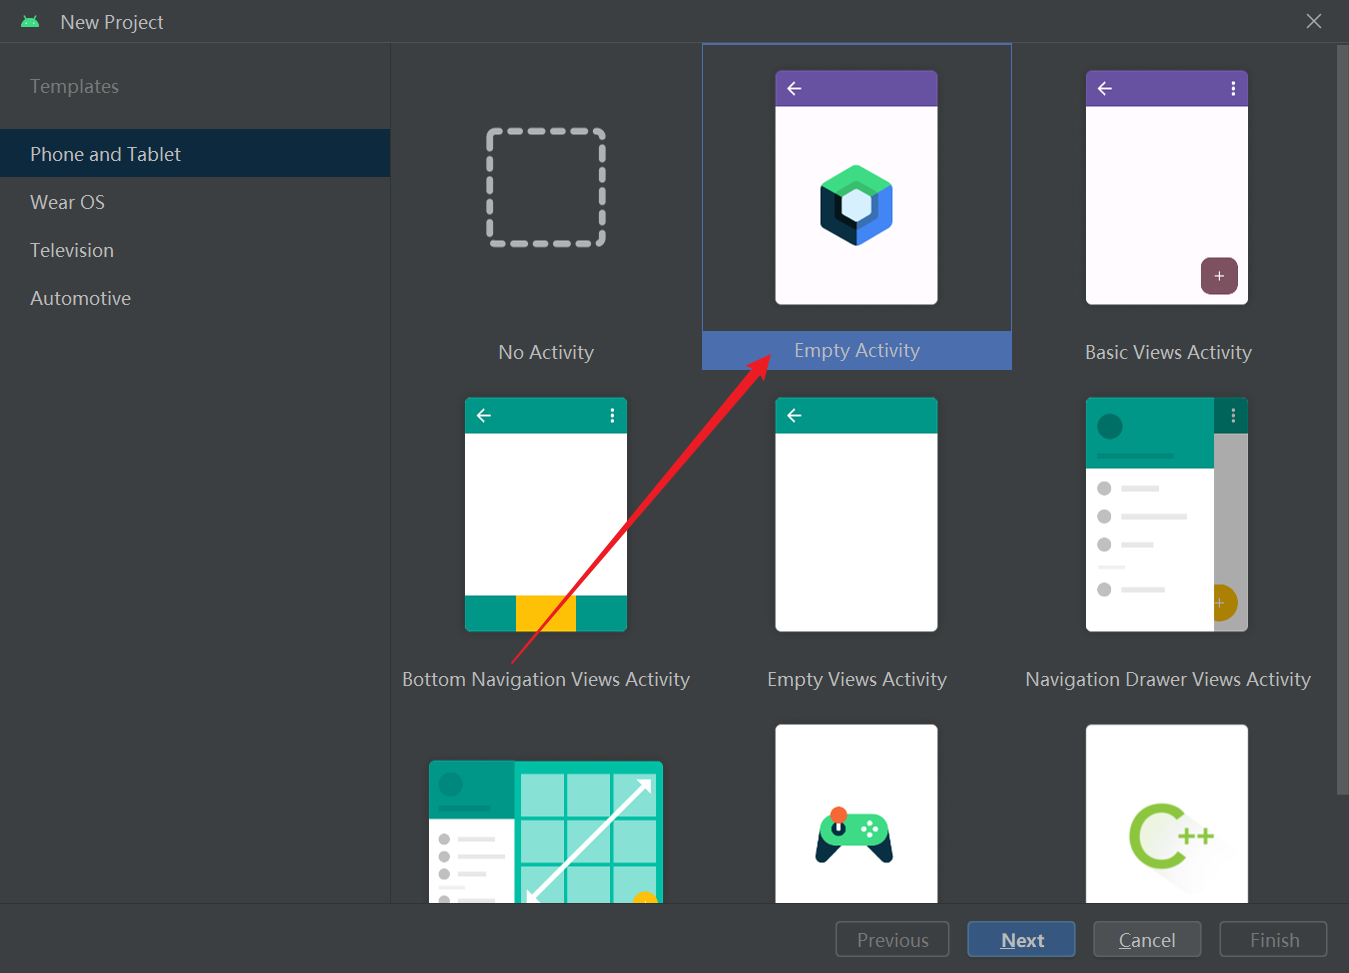 New Project
Templates
Phone and Tablet
Wear OS
Television
Automotive
No Activity
Empty Activity
Basic Views Activity
Bottom Navigation Views Activity
Empty Views Activity
Navigation Drawer Views Activity
C++
Previous
Next
Cancel
Finish